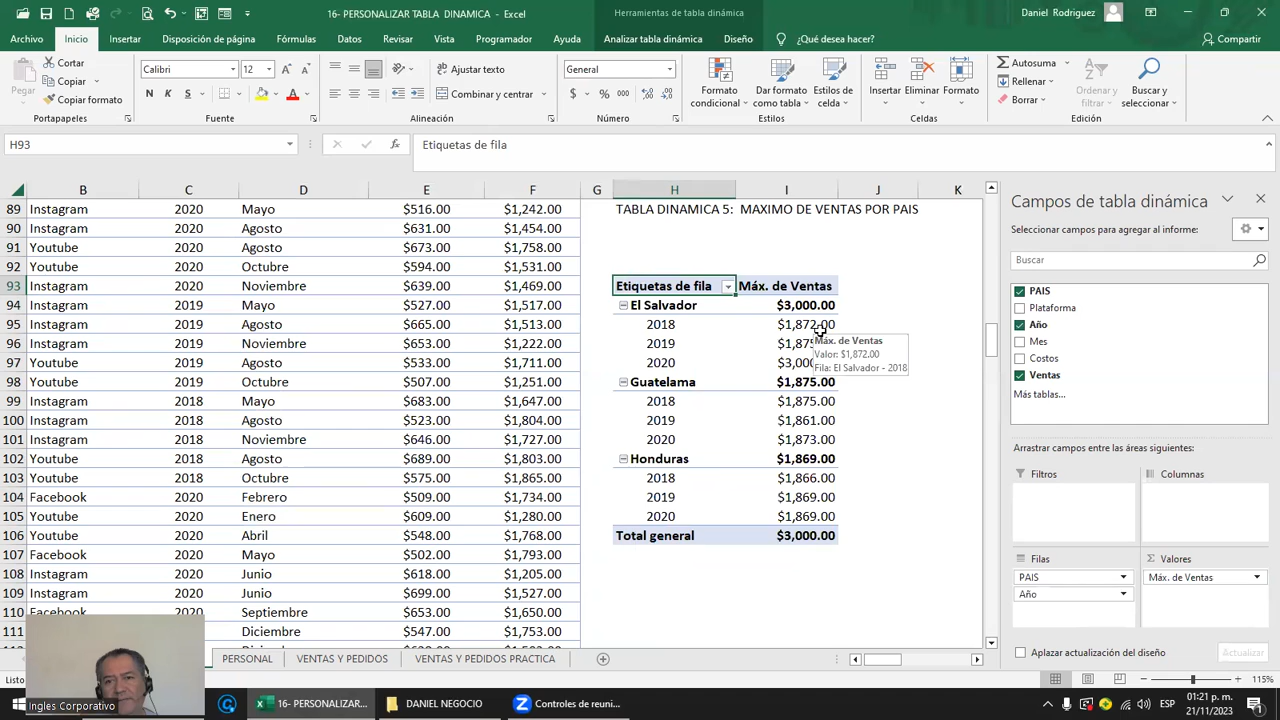 16- PERSONALIZAR TABLA DINAMICA - Excel
Herramientas de tabla dinámica
Daniel Rodriguez
Archivo Inicio Insertar Disposición de página Fórmulas Datos Revisar Vista Programador Ayuda Analizar tabla dinámica Diseño ¿Qué desea hacer? Compartir
Pegar
Cortar
Copiar
Copiar formato
Portapapeles
Calibri 12
N K S
Fuente
Ajustar texto
Combinar y centrar
Alineación
General
$ % 000
Número
Formato condicional
Dar formato como tabla
Estilos de celda
Estilos
Insertar Eliminar Formato
Celdas
Autosuma
Rellenar
Borrar
Ordenar y filtrar
Buscar y seleccionar
Edición
H93 fx Etiquetas de fila
B C D E F G H I J K
89 Instagram 2020 Mayo $516.00 $1,242.00 TABLA DINAMICA 5: MAXIMO DE VENTAS POR PAIS
90 Instagram 2020 Agosto $631.00 $1,454.00
91 Youtube 2020 Agosto $673.00 $1,758.00
92 Youtube 2020 Octubre $594.00 $1,531.00
93 Instagram 2020 Noviembre $639.00 $1,469.00 Etiquetas de fila Máx. de Ventas
94 Instagram 2019 Mayo $527.00 $1,517.00 El Salvador $3,000.00
95 Instagram 2019 Agosto $665.00 $1,513.00 2018 $1,872.00
96 Instagram 2019 Noviembre $653.00 $1,222.00 2019 $1,875
97 Youtube 2020 Agosto $533.00 $1,711.00 2020 $3,000
Máx. de Ventas
Valor: $1,872.00
Fila: El Salvador - 2018
98 Youtube 2019 Octubre $507.00 $1,251.00 Guatelama $1,875.00
99 Instagram 2018 Mayo $683.00 $1,647.00 2018 $1,875.00
100 Instagram 2018 Agosto $523.00 $1,804.00 2019 $1,861.00
101 Instagram 2018 Noviembre $646.00 $1,727.00 2020 $1,873.00
102 Youtube 2018 Agosto $689.00 $1,803.00 Honduras $1,869.00
103 Youtube 2018 Octubre $575.00 $1,865.00 2018 $1,866.00
104 Facebook 2020 Febrero $509.00 $1,734.00 2019 $1,869.00
105 Youtube 2020 Enero $609.00 $1,280.00 2020 $1,869.00
106 Youtube 2020 Abril $548.00 $1,768.00 Total general $3,000.00
107 Facebook 2020 Mayo $502.00 $1,793.00
108 Instagram 2020 Junio $618.00 $1,205.00
109 Instagram 2020 Junio $699.00 $1,527.00
110 Facebook 2020 Septiembre $653.00 $1,650.00
111 Diciembre $547.00 $1,753.00
Campos de tabla dinámica
Seleccionar campos para agregar al informe:
Buscar
PAIS
Plataforma
Año
Mes
Costos
Ventas
Más tablas...
Arrastrar campos entre las áreas siguientes:
Filtros
Columnas
Filas
Σ Valores
PAIS
Máx. de Ventas
Año
Aplazar actualización del diseño
Actualizar
PERSONAL VENTAS Y PEDIDOS VENTAS Y PEDIDOS PRACTICA
Listo
115%
Ingles Corporativo
16- PERSONALIZAR...
DANIEL NEGOCIO
Controles de reuni...
ESP
01:21 p. m.
21/11/2023